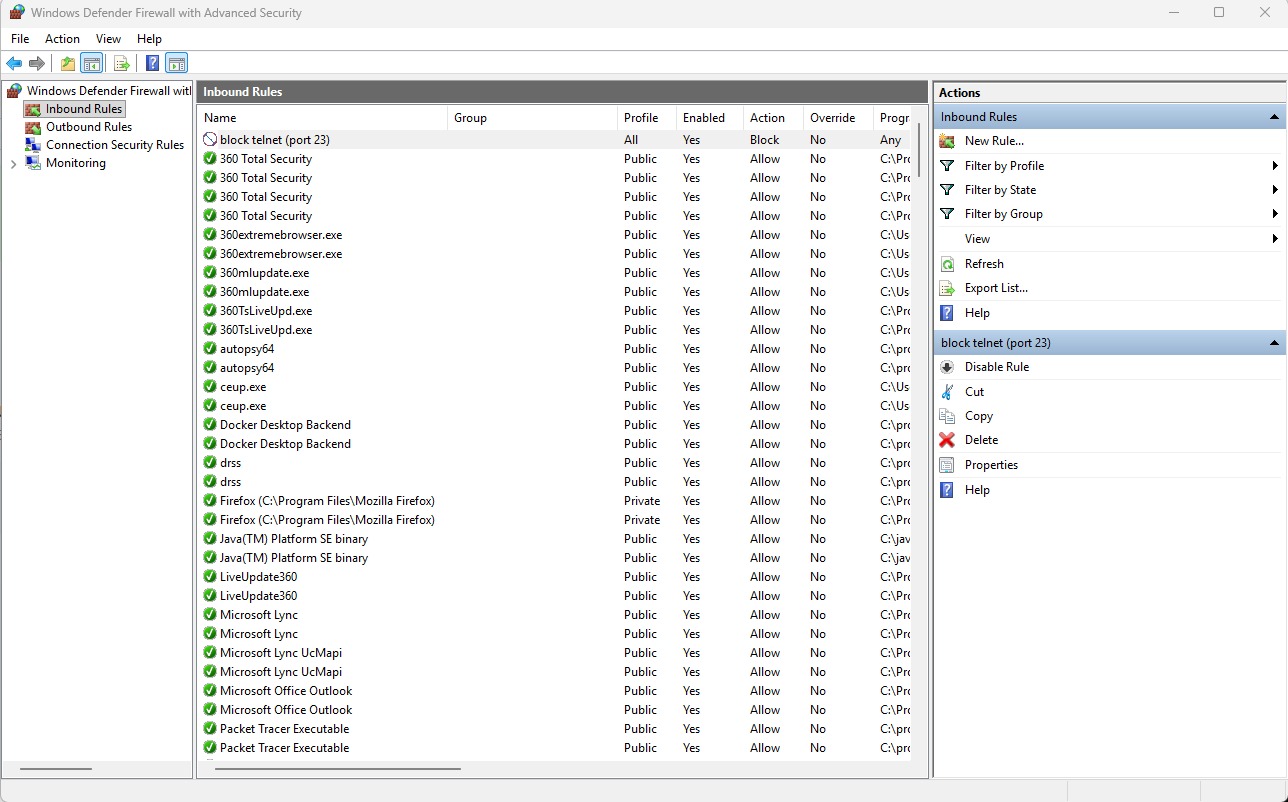 Windows Defender Firewall with Advanced Security
File Action View Help
Windows Defender Firewall with
Inbound Rules
Outbound Rules
Connection Security Rules
Monitoring
Inbound Rules
Name Group Profile Enabled Action Override Progr
block telnet (port 23) All Yes Block No Any
360 Total Security Public Yes Allow No C:\Pro
360 Total Security Public Yes Allow No C:\Pro
360 Total Security Public Yes Allow No C:\Pro
360 Total Security Public Yes Allow No C:\Pro
360extremebrowser.exe Public Yes Allow No C:\Us
360extremebrowser.exe Public Yes Allow No C:\Us
360mlupdate.exe Public Yes Allow No C:\Us
360mlupdate.exe Public Yes Allow No C:\Us
360TsLiveUpd.exe Public Yes Allow No C:\Pro
360TsLiveUpd.exe Public Yes Allow No C:\Pro
autopsy64 Public Yes Allow No C:\pro
autopsy64 Public Yes Allow No C:\pro
ceup.exe Public Yes Allow No C:\Us
ceup.exe Public Yes Allow No C:\Us
Docker Desktop Backend Public Yes Allow No C:\Pro
Docker Desktop Backend Public Yes Allow No C:\Pro
drss Public Yes Allow No C:\pro
drss Public Yes Allow No C:\pro
Firefox (C:\Program Files\Mozilla Firefox) Private Yes Allow No C:\Pro
Firefox (C:\Program Files\Mozilla Firefox) Private Yes Allow No C:\Pro
Java(TM) Platform SE binary Public Yes Allow No C:\jav
Java(TM) Platform SE binary Public Yes Allow No C:\jav
LiveUpdate360 Public Yes Allow No C:\Pro
LiveUpdate360 Public Yes Allow No C:\Pro
Microsoft Lync Public Yes Allow No C:\Pro
Microsoft Lync Public Yes Allow No C:\Pro
Microsoft Lync UcMapi Public Yes Allow No C:\Pro
Microsoft Lync UcMapi Public Yes Allow No C:\Pro
Microsoft Office Outlook Public Yes Allow No C:\Pro
Microsoft Office Outlook Public Yes Allow No C:\Pro
Packet Tracer Executable Public Yes Allow No C:\pro
Packet Tracer Executable Public Yes Allow No C:\pro
Actions
Inbound Rules
New Rule...
Filter by Profile
Filter by State
Filter by Group
View
Refresh
Export List...
Help
block telnet (port 23)
Disable Rule
Cut
Copy
Delete
Properties
Help